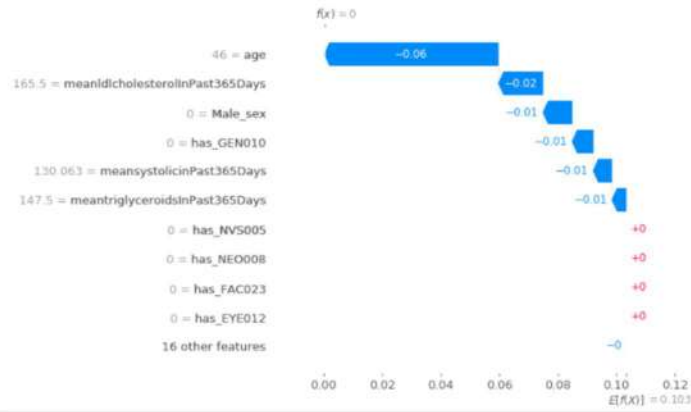 f(x) = 0
46 = age
−0.06
165.5 = meanldlcholesterolInPast365Days
−0.02
0 = Male_sex
−0.01
0 = has_GEN010
−0.01
130.063 = meansystolicinPast365Days
−0.01
147.5 = meantriglyceroidsInPast365Days
−0.01
0 = has_NVS005
+0
0 = has_NEO008
+0
0 = has_FAC023
+0
0 = has_EYE012
+0
16 other features
−0
0.00 0.02 0.04 0.06 0.08 0.10 0.12
E[f(X)] = 0.103